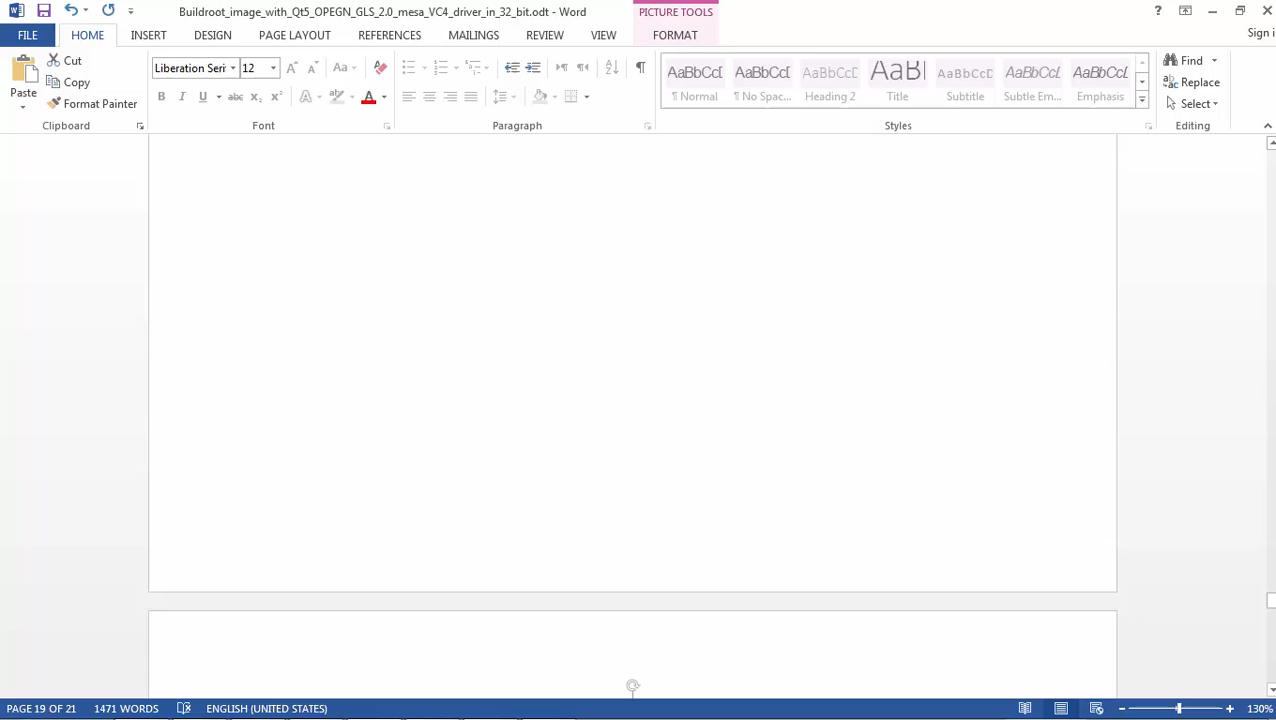 Buildroot_image_with_Qt5_OPEGN_GLS_2.0_mesa_VC4_driver_in_32_bit.odt - Word
PICTURE TOOLS
?
FILE
HOME
INSERT
DESIGN
PAGE LAYOUT
REFERENCES
MAILINGS
REVIEW
VIEW
FORMAT
Sign i
Paste
Cut
Copy
Format Painter
Clipboard
Liberation Seri
12
Font
Paragraph
AaBbCcI
AaBbCcI
AaBbCcI
AaBl
AaBbCcI
AaBbCcI
AaBbCcI
¶ Normal
¶ No Spac...
Heading 2
Title
Subtitle
Subtle Em...
Emphasis
Styles
Find
Replace
Select
Editing
PAGE 19 OF 21
1471 WORDS
ENGLISH (UNITED STATES)
130%